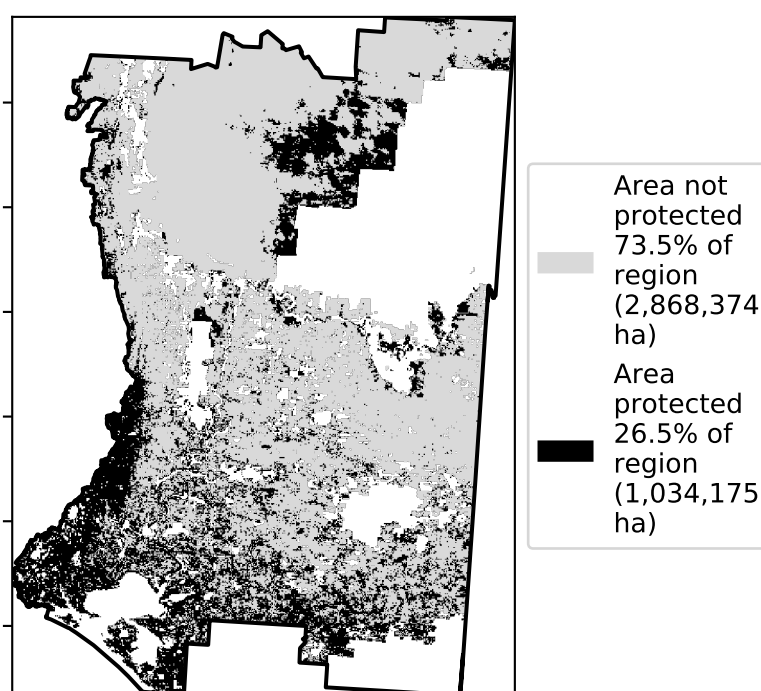 Area not
protected
73.5% of
region
(2,868,374
ha)
Area
protected
26.5% of
region
(1,034,175
ha)